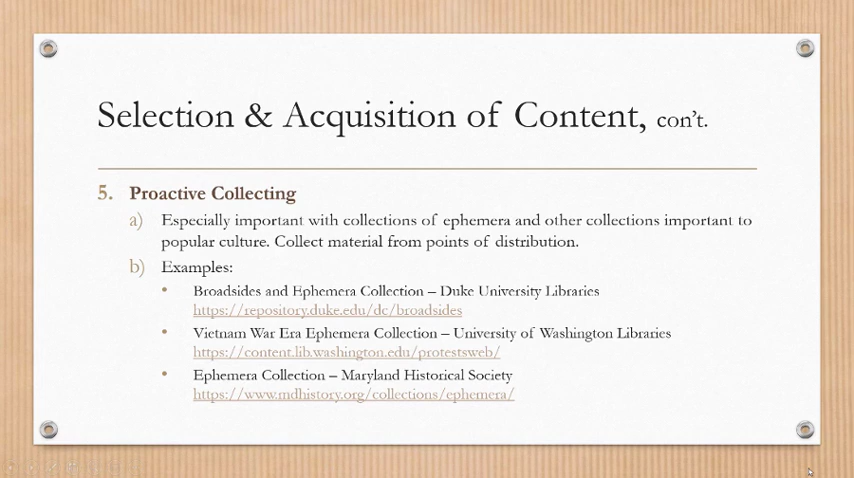 Selection & Acquisition of Content, con't.
5. Proactive Collecting
a) Especially important with collections of ephemera and other collections important to
popular culture. Collect material from points of distribution.
b) Examples:
• Broadsides and Ephemera Collection – Duke University Libraries
https://repository.duke.edu/dc/broadsides
• Vietnam War Era Ephemera Collection – University of Washington Libraries
https://content.lib.washington.edu/protestsweb/
• Ephemera Collection – Maryland Historical Society
https://www.mdhistory.org/collections/ephemera/